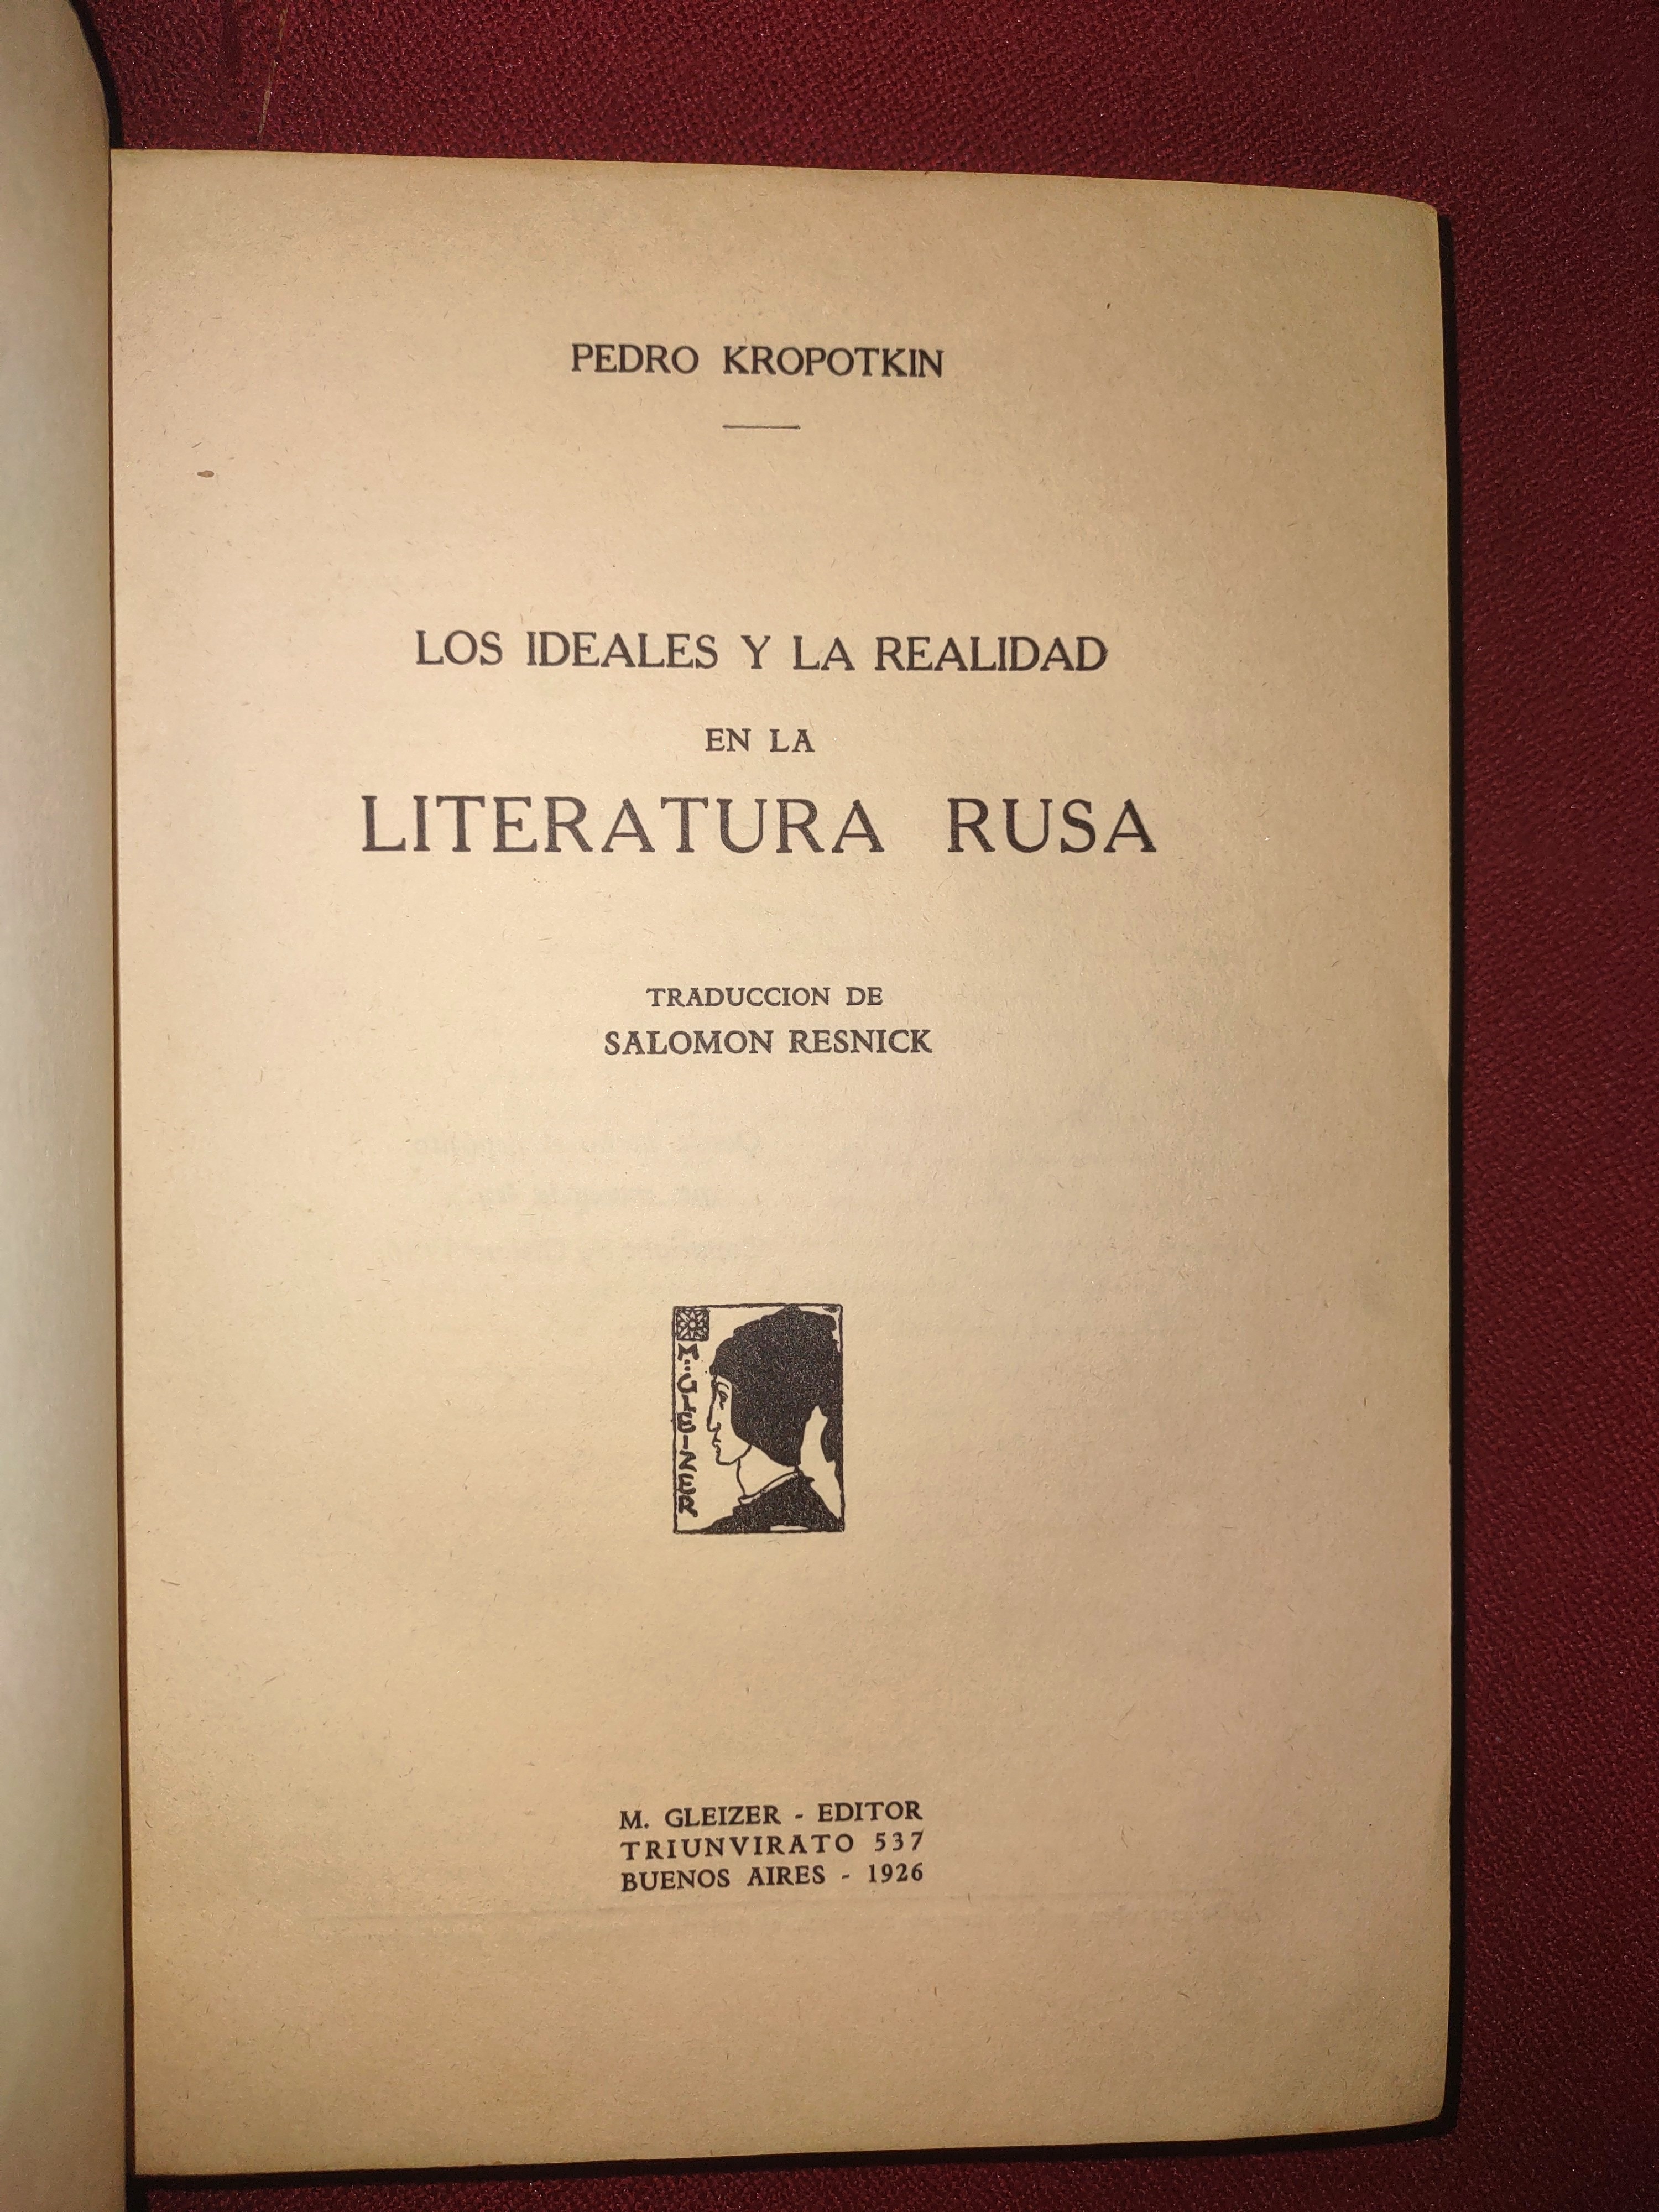 PEDRO KROPOTKIN
LOS IDEALES Y LA REALIDAD
EN LA
LITERATURA RUSA
TRADUCCION DE
SALOMON RESNICK
M. GLEIZER
M. GLEIZER - EDITOR
TRIUNVIRATO 537
BUENOS AIRES - 1926